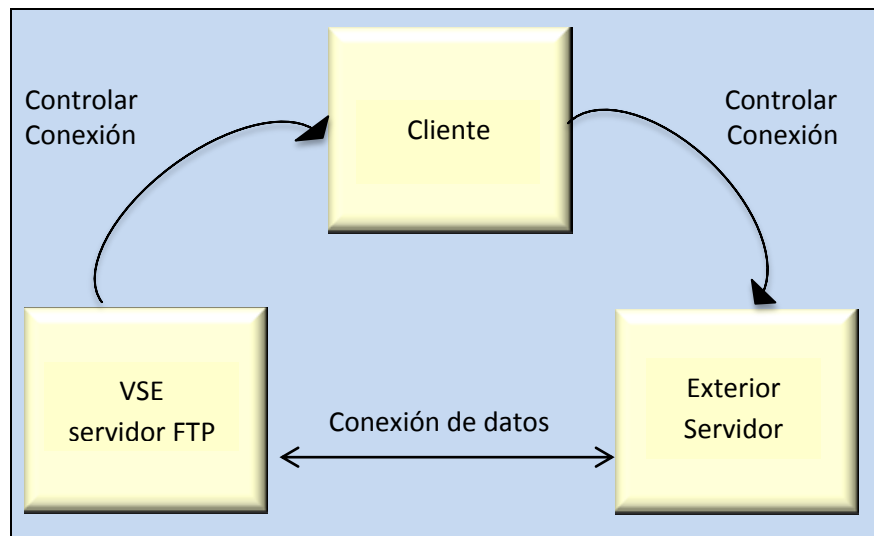 Controlar
Conexión
Cliente
Controlar
Conexión
VSE
servidor FTP
Conexión de datos
Exterior
Servidor